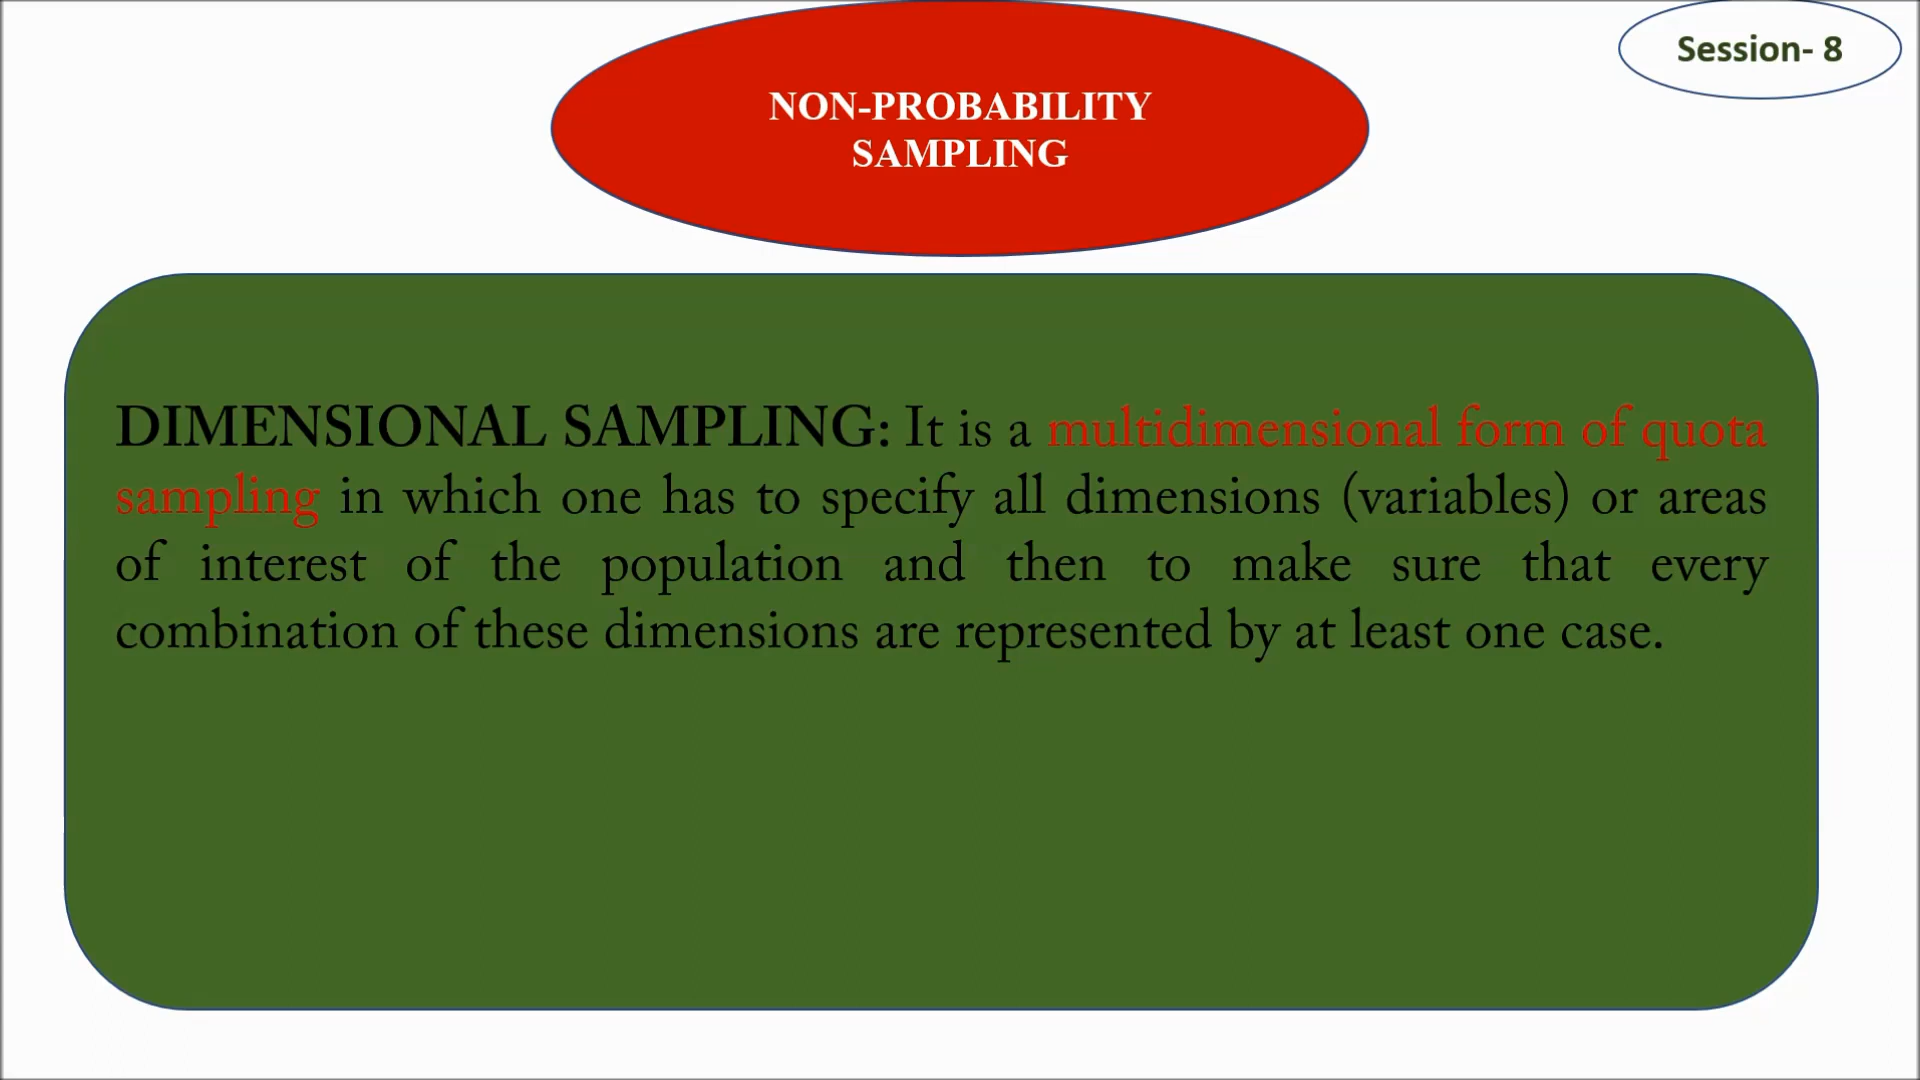 Session- 8
NON-PROBABILITY
SAMPLING
DIMENSIONAL SAMPLING: It is a multidimensional form of quota
sampling in which one has to specify all dimensions (variables) or areas
of interest of the population and then to make sure that every
combination of these dimensions are represented by at least one case.